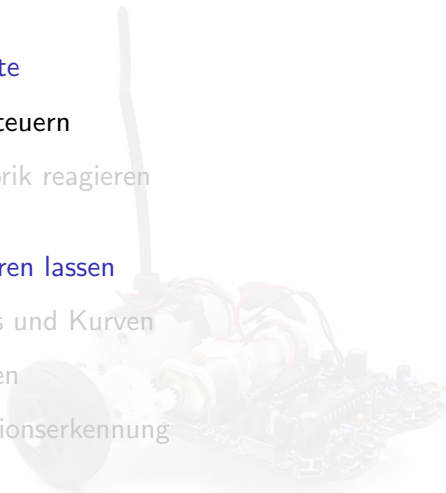 te
teuern
rik reagieren
ren lassen
s und Kurven
en
ionserkennung